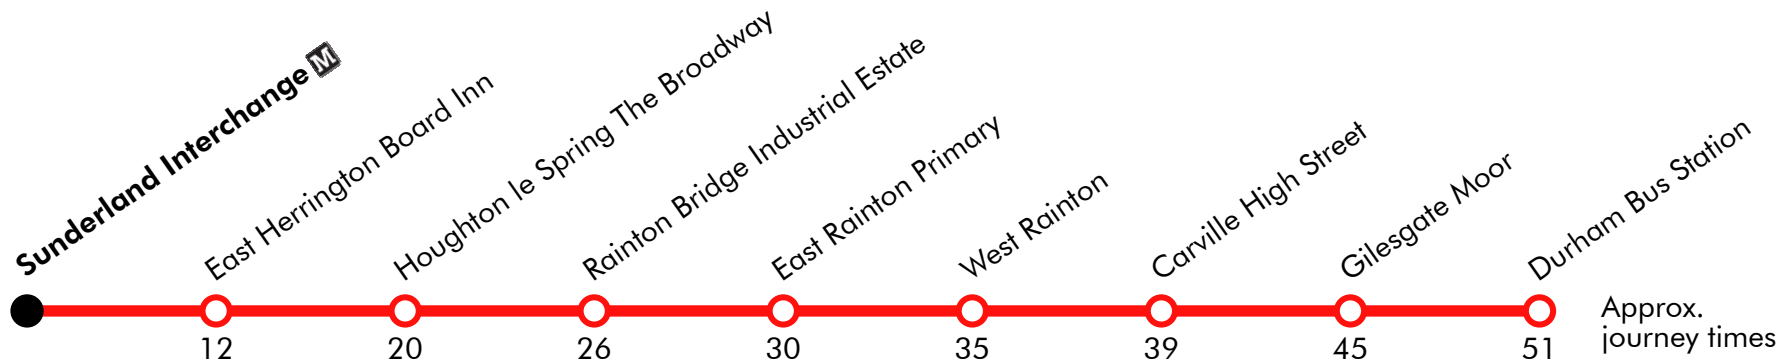 Sunderland Interchange M
East Herrington Board Inn
Houghton le Spring The Broadway
Rainton Bridge Industrial Estate
East Rainton Primary
West Rainton
Carville High Street
Gilesgate Moor
Durham Bus Station
12
20
26
30
35
39
45
51
Approx.
journey times